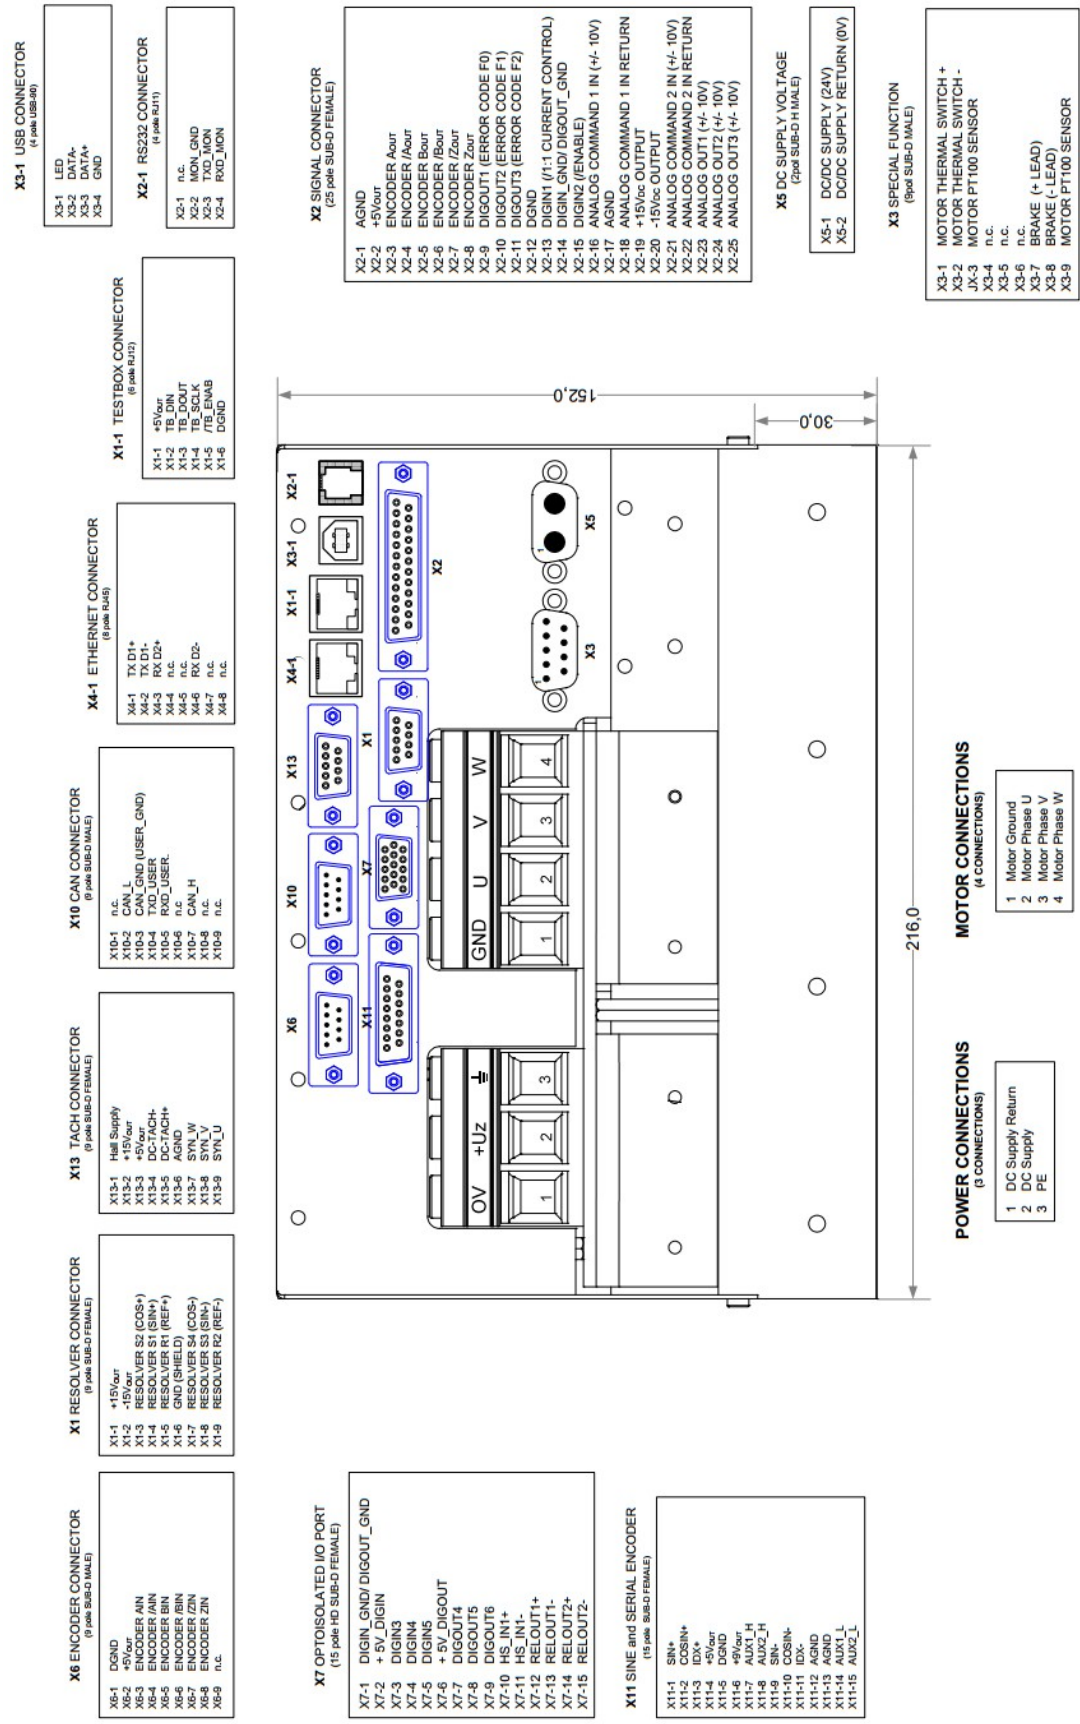 X6 ENCODER CONNECTOR
(9 pole SUB-D MALE)
X6-1 DGND
X6-2 +5VOUT
X6-3 ENCODER AIN
X6-4 ENCODER /AIN
X6-5 ENCODER BIN
X6-6 ENCODER /BIN
X6-7 ENCODER /ZIN
X6-8 ENCODER ZIN
X6-9 n.c.
X1 RESOLVER CONNECTOR
(9 pole SUB-D FEMALE)
X1-1 +15VOUT
X1-2 -15VOUT
X1-3 RESOLVER S2 (COS+)
X1-4 RESOLVER S1 (SIN+)
X1-5 RESOLVER R1 (REF+)
X1-6 GND (SHIELD)
X1-7 RESOLVER S4 (COS-)
X1-8 RESOLVER S3 (SIN-)
X1-9 RESOLVER R2 (REF-)
X13 TACH CONNECTOR
(9 pole SUB-D FEMALE)
X13-1 Hall Supply
X13-2 +15VOUT
X13-3 +5VOUT
X13-4 DC-TACH-
X13-5 DC-TACH+
X13-6 AGND
X13-7 SYN_W
X13-8 SYN_V
X13-9 SYN_U
X10 CAN CONNECTOR
(9 pole SUB-D MALE)
X10-1 n.c.
X10-2 CAN_L
X10-3 CAN_GND (USER_GND)
X10-4 TXD_USER
X10-5 RXD_USER.
X10-6 n.c
X10-7 CAN_H
X10-8 n.c.
X10-9 n.c.
X4-1 ETHERNET CONNECTOR
(8 pole RJ45)
X4-1 TX D1+
X4-2 TX D1-
X4-3 RX D2+
X4-4 n.c.
X4-5 n.c.
X4-6 RX D2-
X4-7 n.c.
X4-8 n.c.
X1-1 TESTBOX CONNECTOR
(6 pole RJ12)
X1-1 +5VOUT
X1-2 TB_DIN
X1-3 TB_DOUT
X1-4 TB_SCLK
X1-5 /TB_ENAB
X1-6 DGND
X3-1 USB CONNECTOR
(4 pole USB-90)
X3-1 LED
X3-2 DATA-
X3-3 DATA+
X3-4 GND
X2-1 RS232 CONNECTOR
(4 pole RJ11)
X2-1 n.c.
X2-2 MON_GND
X2-3 TXD_MON
X2-4 RXD_MON
X7 OPTOISOLATED I/O PORT
(15 pole HD SUB-D FEMALE)
X7-1 DIGIN_GND/ DIGOUT_GND
X7-2 + 5V_DIGIN
X7-3 DIGIN3
X7-4 DIGIN4
X7-5 DIGIN5
X7-6 + 5V_DIGOUT
X7-7 DIGOUT4
X7-8 DIGOUT5
X7-9 DIGOUT6
X7-10 HS_IN1+
X7-11 HS_IN1-
X7-12 RELOUT1+
X7-13 RELOUT1-
X7-14 RELOUT2+
X7-15 RELOUT2-
X11 SINE and SERIAL ENCODER
(15 pole SUB-D FEMALE)
X11-1 SIN+
X11-2 COSIN+
X11-3 IDX+
X11-4 +5VOUT
X11-5 DGND
X11-6 +9VOUT
X11-7 AUX1_H
X11-8 AUX2_H
X11-9 SIN-
X11-10 COSIN-
X11-11 IDX-
X11-12 AGND
X11-13 AGND
X11-14 AUX1_L
X11-15 AUX2_L
X6 X10 X13 X4-1 X1-1 X3-1 X2-1
X11 X7 X1 X2
0V +Uz GND U V W
1 2 3 1 2 3 4
X3 X5
1 1
152,0
30,0
216,0
X2 SIGNAL CONNECTOR
(25 pole SUB-D FEMALE)
X2-1 AGND
X2-2 +5VOUT
X2-3 ENCODER AOUT
X2-4 ENCODER /AOUT
X2-5 ENCODER BOUT
X2-6 ENCODER /BOUT
X2-7 ENCODER /ZOUT
X2-8 ENCODER ZOUT
X2-9 DIGOUT1 (ERROR CODE F0)
X2-10 DIGOUT2 (ERROR CODE F1)
X2-11 DIGOUT3 (ERROR CODE F2)
X2-12 DGND
X2-13 DIGIN1 (/1:1 CURRENT CONTROL)
X2-14 DIGIN_GND/ DIGOUT_GND
X2-15 DIGIN2 (/ENABLE)
X2-16 ANALOG COMMAND 1 IN (+/- 10V)
X2-17 AGND
X2-18 ANALOG COMMAND 1 IN RETURN
X2-19 +15VDC OUTPUT
X2-20 -15VDC OUTPUT
X2-21 ANALOG COMMAND 2 IN (+/- 10V)
X2-22 ANALOG COMMAND 2 IN RETURN
X2-23 ANALOG OUT1 (+/- 10V)
X2-24 ANALOG OUT2 (+/- 10V)
X2-25 ANALOG OUT3 (+/- 10V)
X5 DC SUPPLY VOLTAGE
(2pol SUB-D H MALE)
X5-1 DC/DC SUPPLY (24V)
X5-2 DC/DC SUPPLY RETURN (0V)
X3 SPECIAL FUNCTION
(9pol SUB-D MALE)
X3-1 MOTOR THERMAL SWITCH +
X3-2 MOTOR THERMAL SWITCH -
JX-3 MOTOR PT100 SENSOR
X3-4 n.c.
X3-5 n.c.
X3-6 n.c.
X3-7 BRAKE (+ LEAD)
X3-8 BRAKE (- LEAD)
X3-9 MOTOR PT100 SENSOR
POWER CONNECTIONS
(3 CONNECTIONS)
1 DC Supply Return
2 DC Supply
3 PE
MOTOR CONNECTIONS
(4 CONNECTIONS)
1 Motor Ground
2 Motor Phase U
3 Motor Phase V
4 Motor Phase W